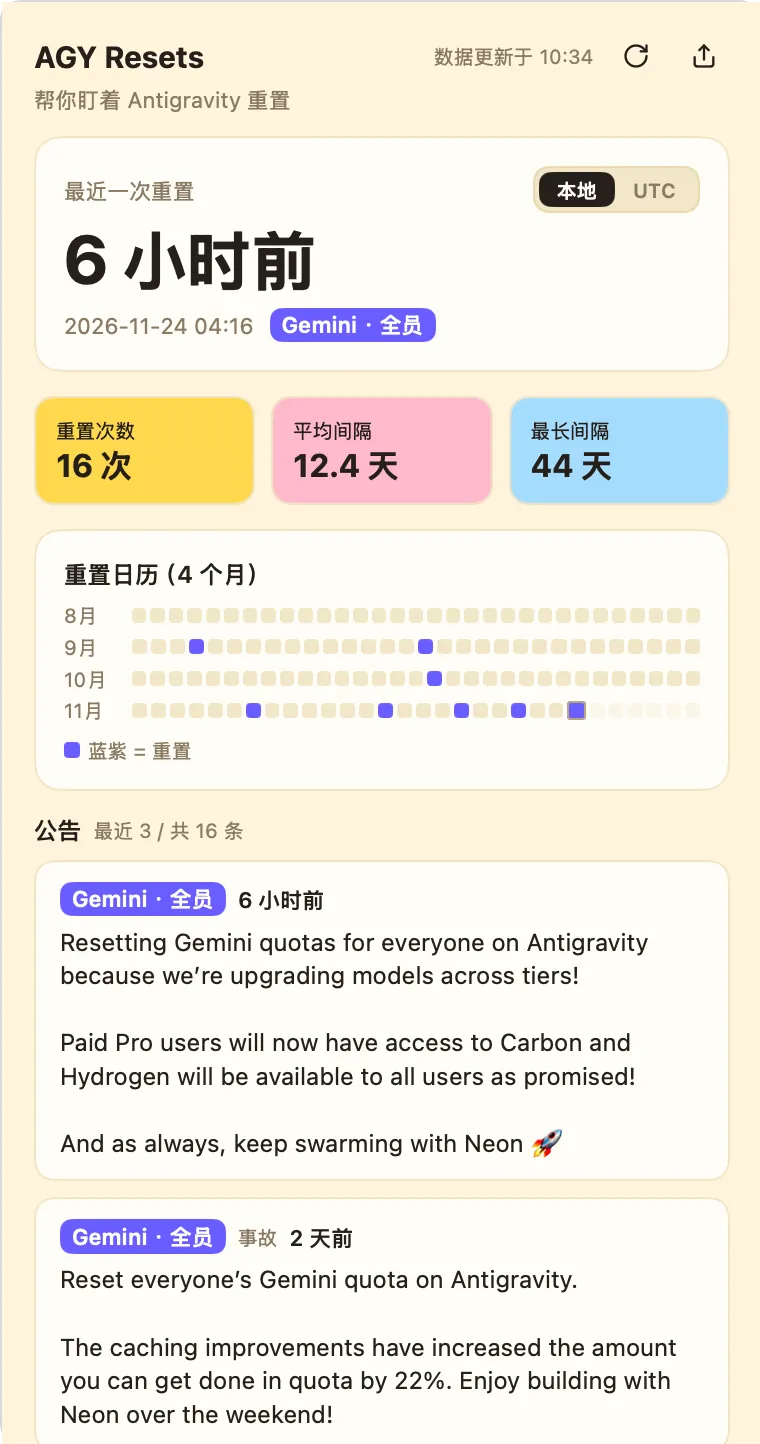 AGY Resets
数据更新于 10:34
帮你盯着 Antigravity 重置
最近一次重置
本地
UTC
6 小时前
2026-11-24 04:16
Gemini · 全员
重置次数
16 次
平均间隔
12.4 天
最长间隔
44 天
重置日历 (4 个月)
8月
9月
10月
11月
蓝紫 = 重置
公告 最近 3 / 共 16 条
Gemini · 全员 6 小时前
Resetting Gemini quotas for everyone on Antigravity
because we’re upgrading models across tiers!
Paid Pro users will now have access to Carbon and
Hydrogen will be available to all users as promised!
And as always, keep swarming with Neon 🚀
Gemini · 全员 事故 2 天前
Reset everyone’s Gemini quota on Antigravity.
The caching improvements have increased the amount
you can get done in quota by 22%. Enjoy building with
Neon over the weekend!